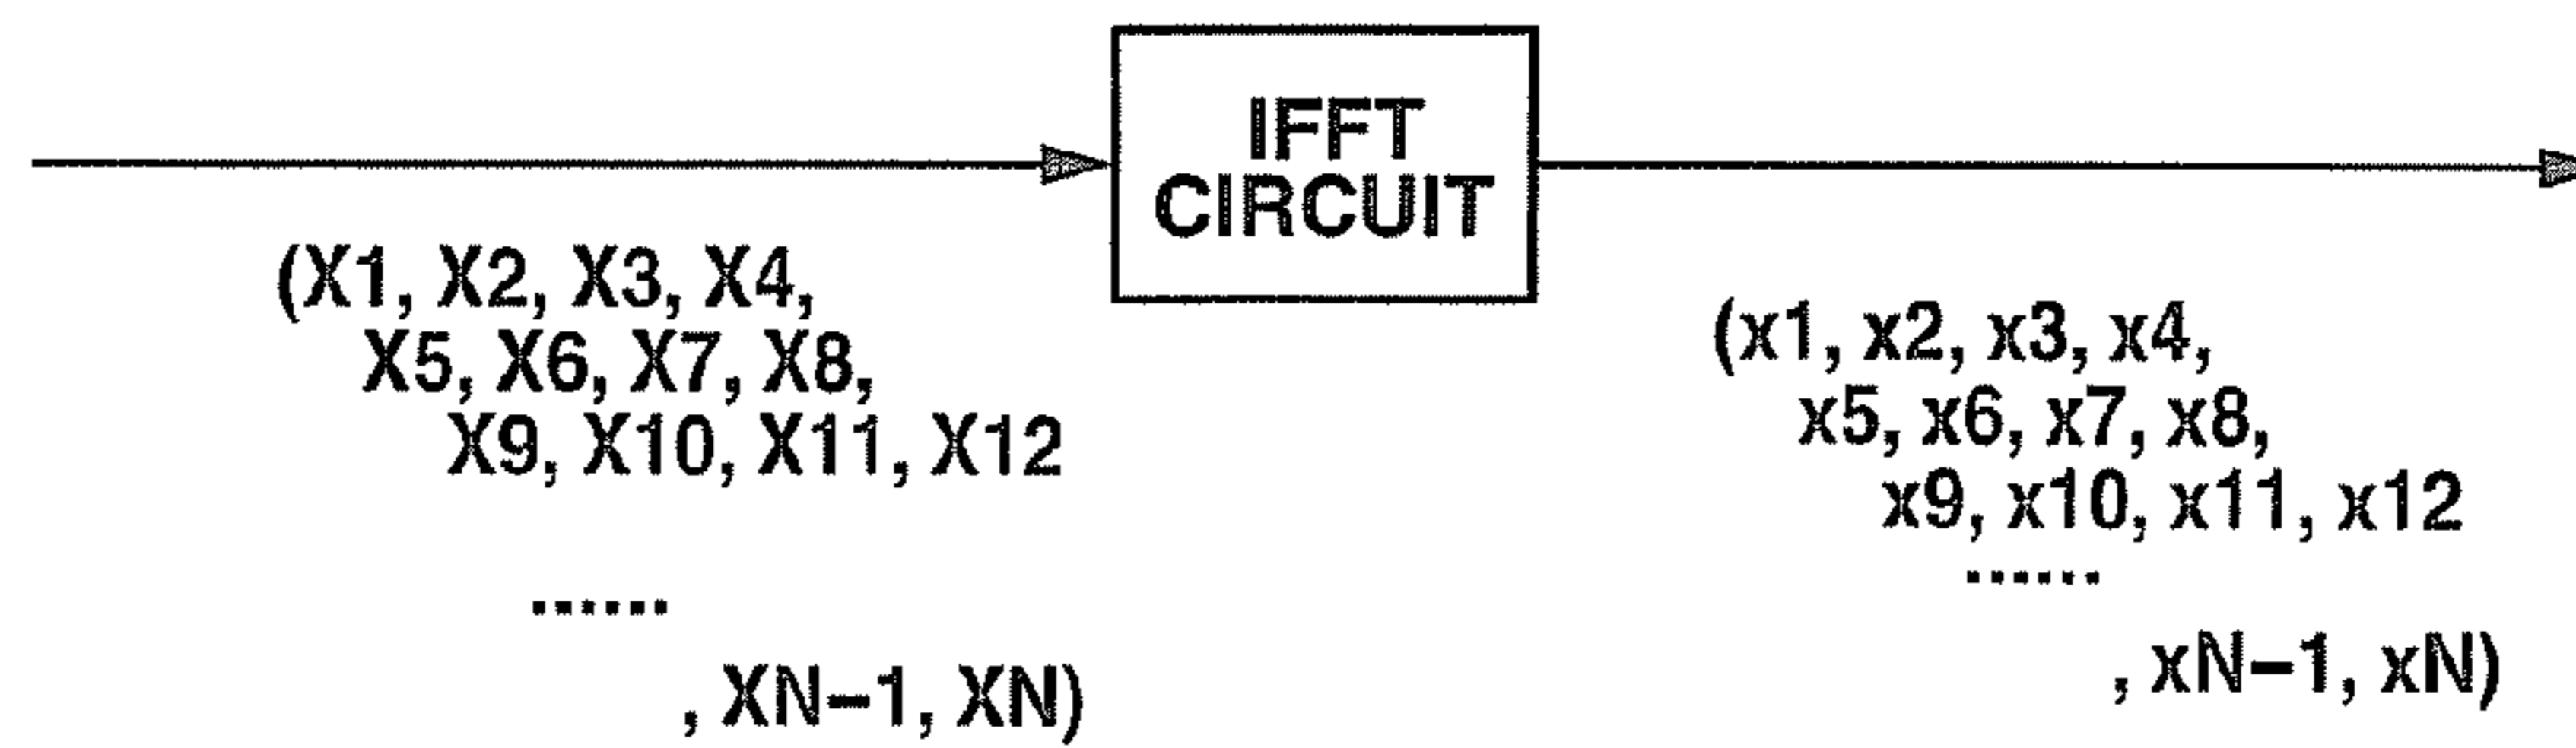 IFFT
CIRCUIT
(X1, X2, X3, X4,
X5, X6, X7, X8,
X9, X10, X11, X12
......
, XN−1, XN)
(x1, x2, x3, x4,
x5, x6, x7, x8,
x9, x10, x11, x12
......
, xN−1, xN)